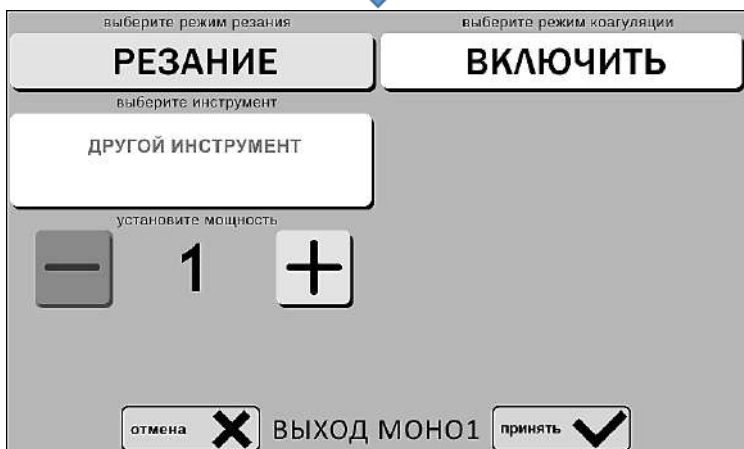 выберите режим резания
выберите режим коагуляции
РЕЗАНИЕ
ВКЛЮЧИТЬ
выберите инструмент
ДРУГОЙ ИНСТРУМЕНТ
установите мощность
— 1 +
отмена ВЫХОД МОНО1 принять